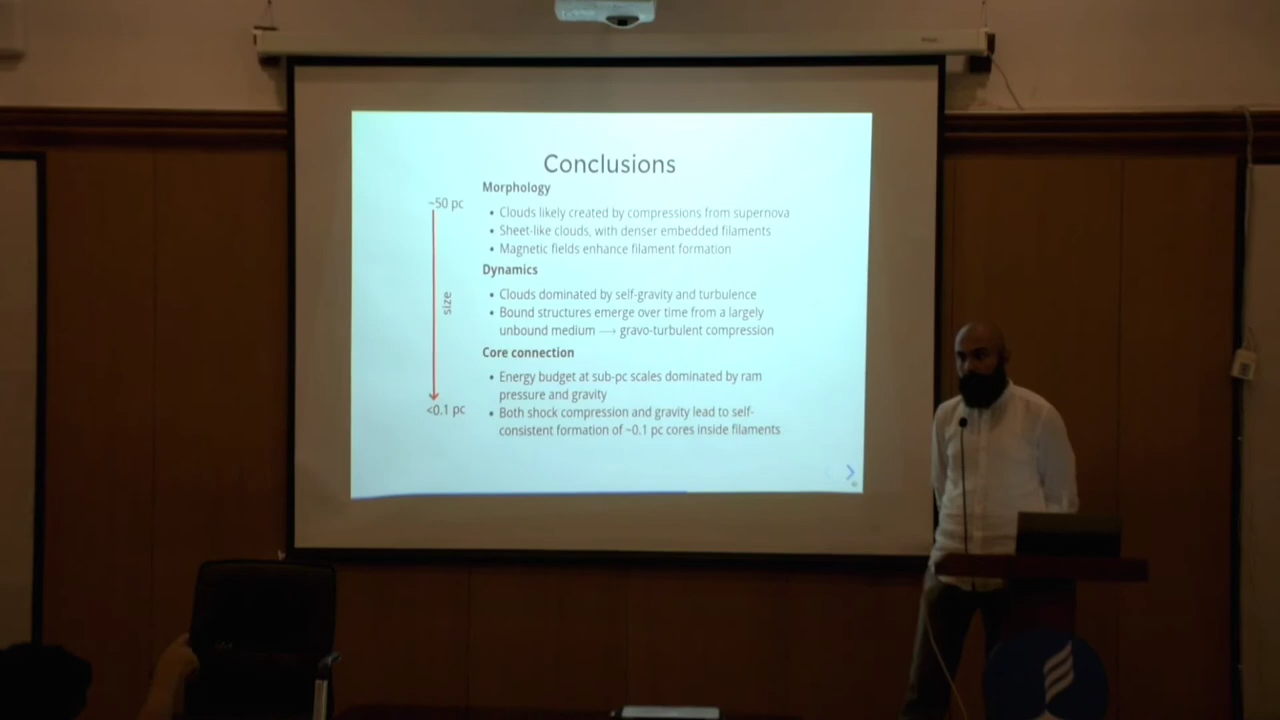 Conclusions
Morphology
~50 pc
• Clouds likely created by compressions from supernova
• Sheet-like clouds, with denser embedded filaments
• Magnetic fields enhance filament formation
Dynamics
size
• Clouds dominated by self-gravity and turbulence
• Bound structures emerge over time from a largely
unbound medium ⟶ gravo-turbulent compression
Core connection
• Energy budget at sub-pc scales dominated by ram
pressure and gravity
<0.1 pc
• Both shock compression and gravity lead to self-
consistent formation of ~0.1 pc cores inside filaments